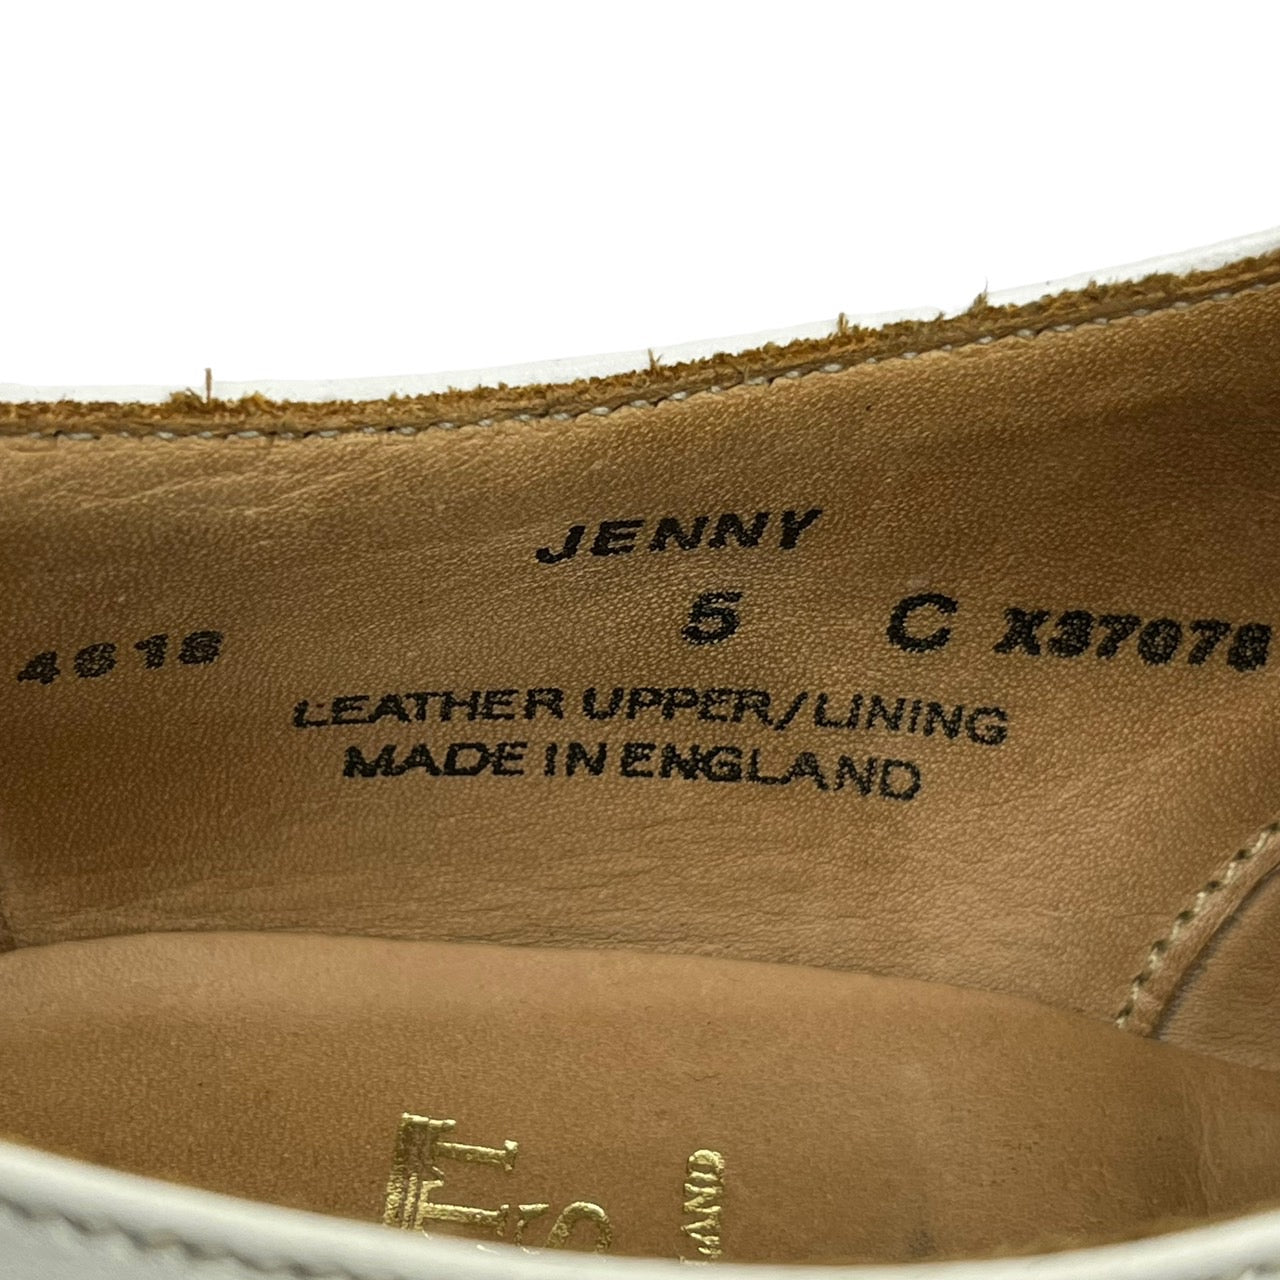 JENNY
4618 5 C X37078
LEATHER UPPER/LINING
MADE IN ENGLAND